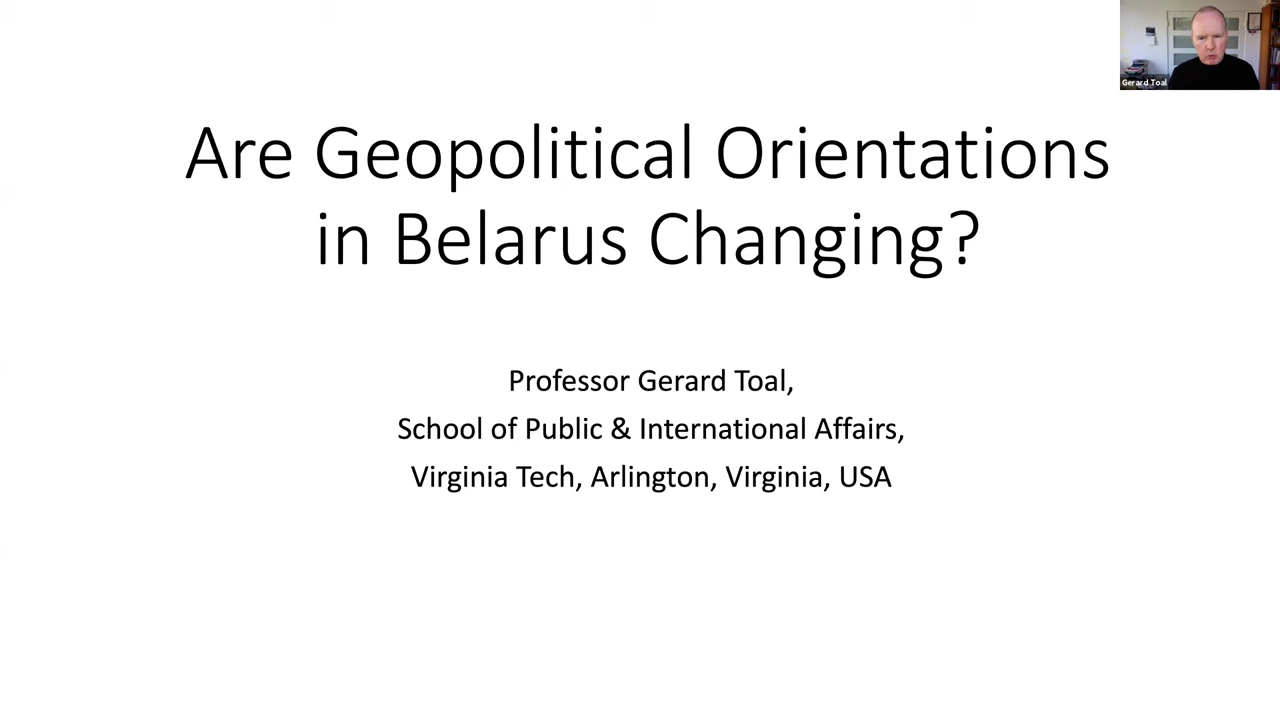 Gerard Toal
Are Geopolitical Orientations
in Belarus Changing?
Professor Gerard Toal,
School of Public & International Affairs,
Virginia Tech, Arlington, Virginia, USA